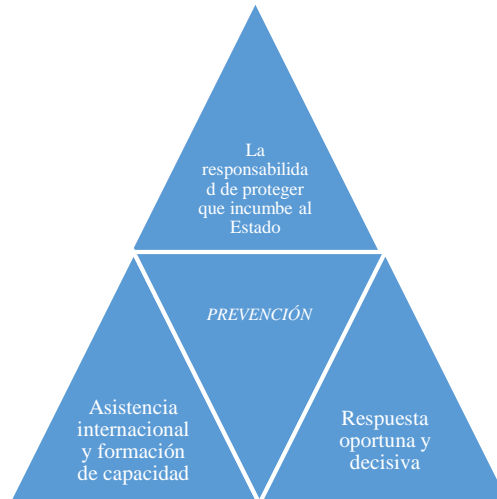 La
responsabilida
d de proteger
que incumbe al
Estado
PREVENCIÓN
Asistencia
internacional
y formación
de capacidad
Respuesta
oportuna y
decisiva